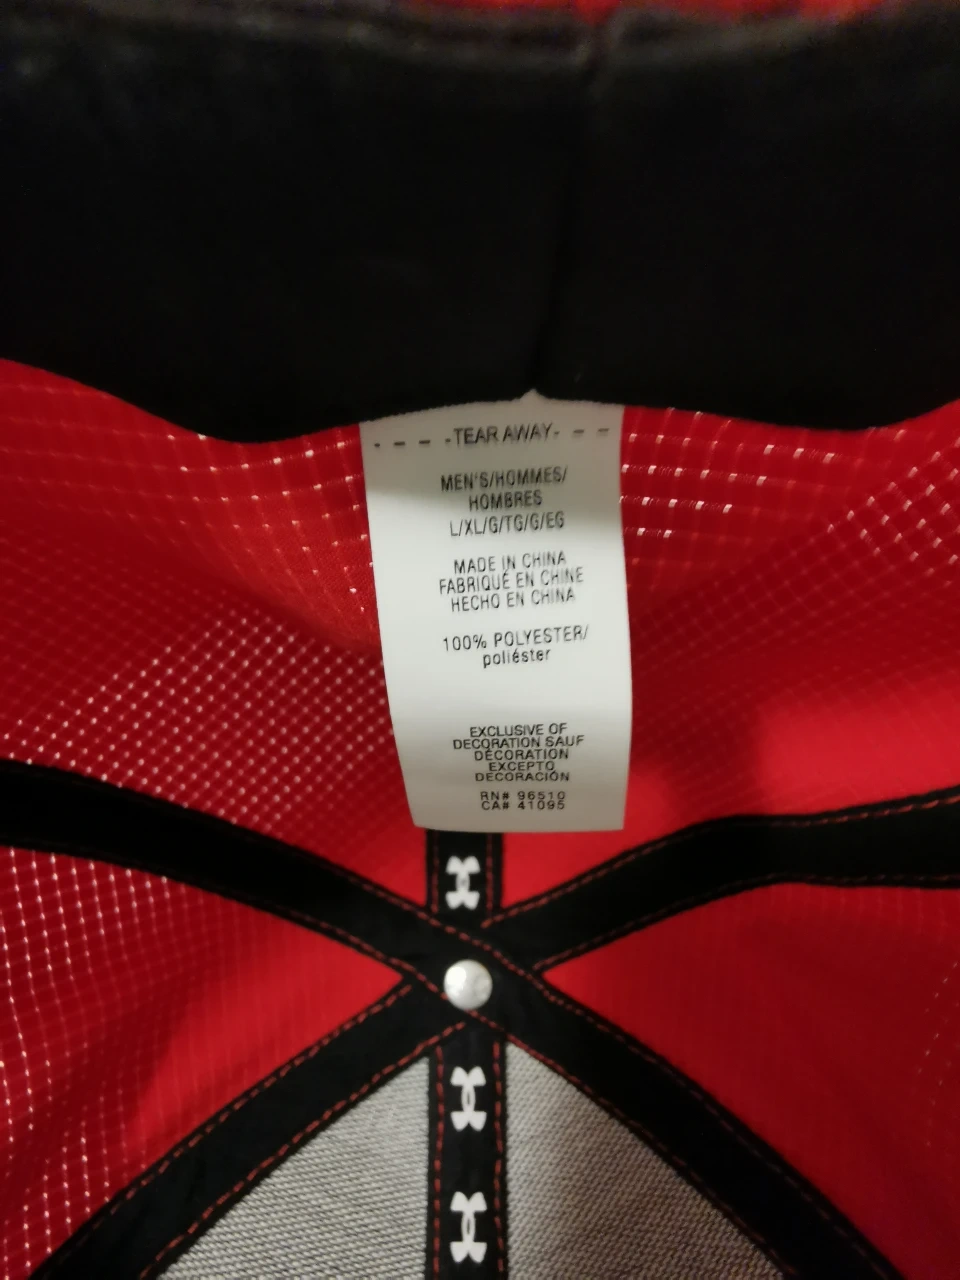 TEAR AWAY
MEN'S/HOMMES/
HOMBRES
L/XL/G/TG/G/EG
MADE IN CHINA
FABRIQUÉ EN CHINE
HECHO EN CHINA
100% POLYESTER/
poliéster
EXCLUSIVE OF
DECORATION SAUF
DÉCORATION
EXCEPTO
DECORACIÓN
RN# 96510
CA# 41095